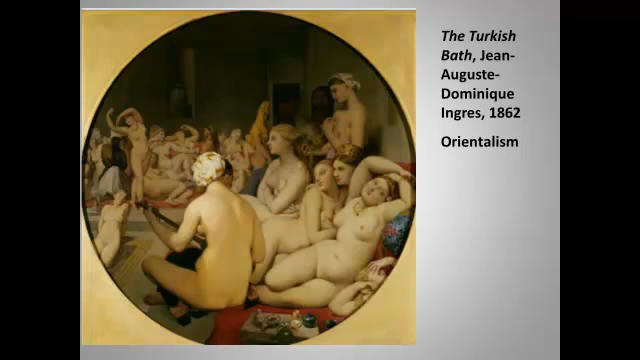 The Turkish
Bath, Jean-
Auguste-
Dominique
Ingres, 1862
Orientalism